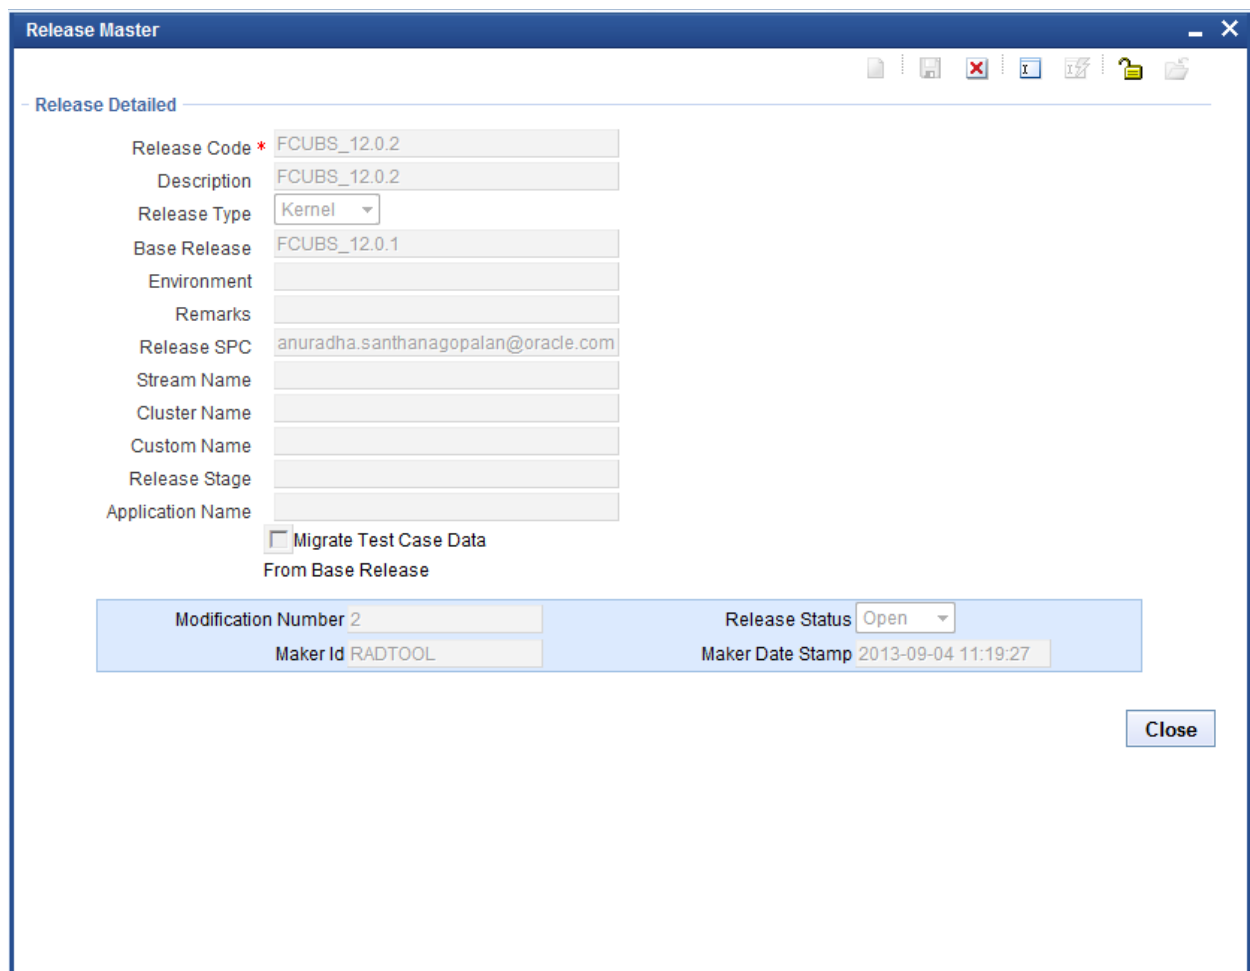 Release Master
Release Detailed
Release Code * FCUBS_12.0.2
Description FCUBS_12.0.2
Release Type Kernel
Base Release FCUBS_12.0.1
Environment
Remarks
Release SPC anuradha.santhanagopalan@oracle.com
Stream Name
Cluster Name
Custom Name
Release Stage
Application Name
Migrate Test Case Data
From Base Release
Modification Number 2 Release Status Open
Maker Id RADTOOL Maker Date Stamp 2013-09-04 11:19:27
Close